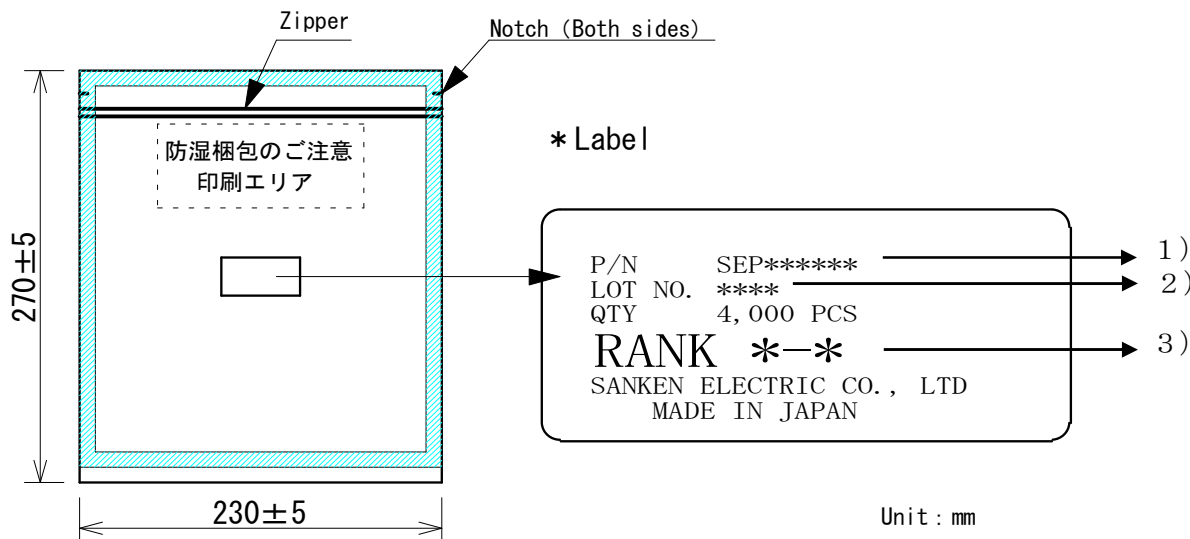 Zipper
Notch (Both sides)
防湿梱包のご注意
印刷エリア
270±5
230±5
*Label
P/N SEP******
LOT NO. ****
QTY 4,000 PCS
RANK *−*
SANKEN ELECTRIC CO., LTD
MADE IN JAPAN
1)
2)
3)
Unit:mm